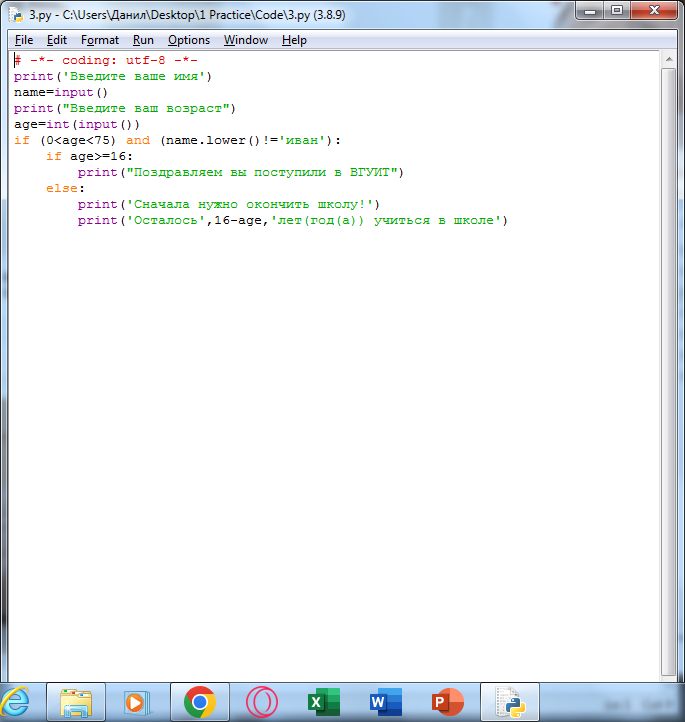 3.py - C:\Users\Данил\Desktop\1 Practice\Code\3.py (3.8.9)
File Edit Format Run Options Window Help
# -*- coding: utf-8 -*-
print('Введите ваше имя')
name=input()
print("Введите ваш возраст")
age=int(input())
if (0<age<75) and (name.lower()!='иван'):
    if age>=16:
        print("Поздравляем вы поступили в ВГУИТ")
    else:
        print('Сначала нужно окончить школу!')
        print('Осталось',16-age,'лет(год(а)) учиться в школе')